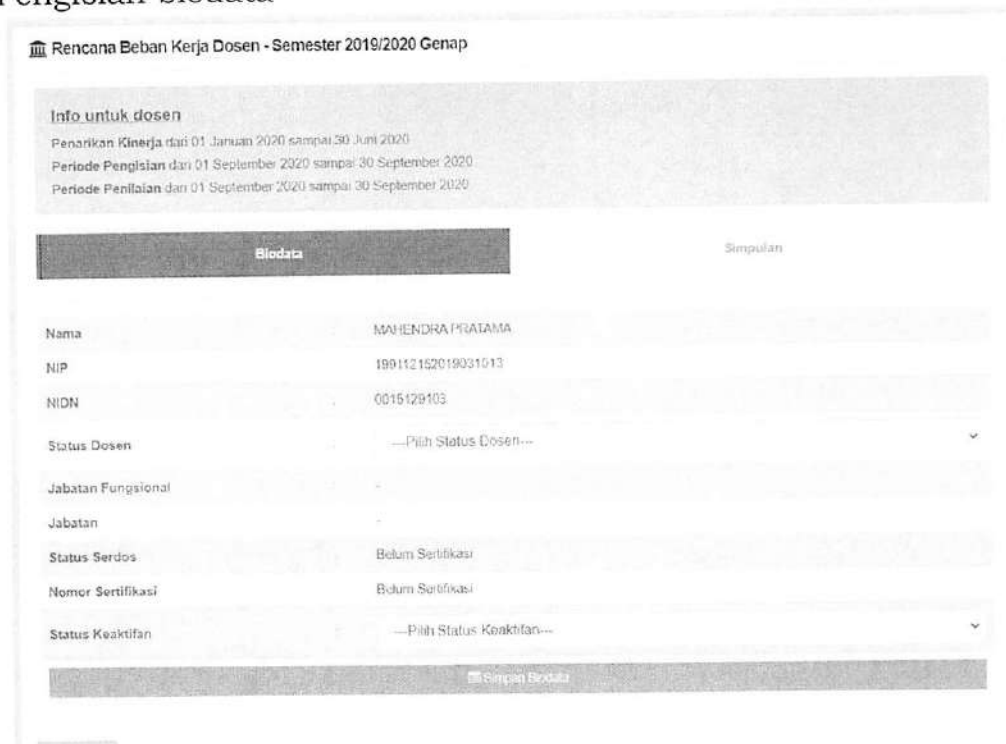 Pengisian biodata
Rencana Beban Kerja Dosen - Semester 2019/2020 Genap
Info untuk dosen
Penarikan Kinerja dari 01 Januari 2020 sampai 30 Juni 2020
Periode Pengisian dari 01 September 2020 sampai 30 September 2020
Periode Penilaian dari 01 September 2020 sampai 30 September 2020
Biodata Simpulan
Nama MAHENDRA PRATAMA
NIP 199112152019031013
NIDN 0015129103
Status Dosen ---Pilih Status Dosen---
Jabatan Fungsional -
Jabatan -
Status Serdos Belum Sertifikasi
Nomor Sertifikasi Belum Sertifikasi
Status Keaktifan ---Pilih Status Keaktifan---
Simpan Biodata